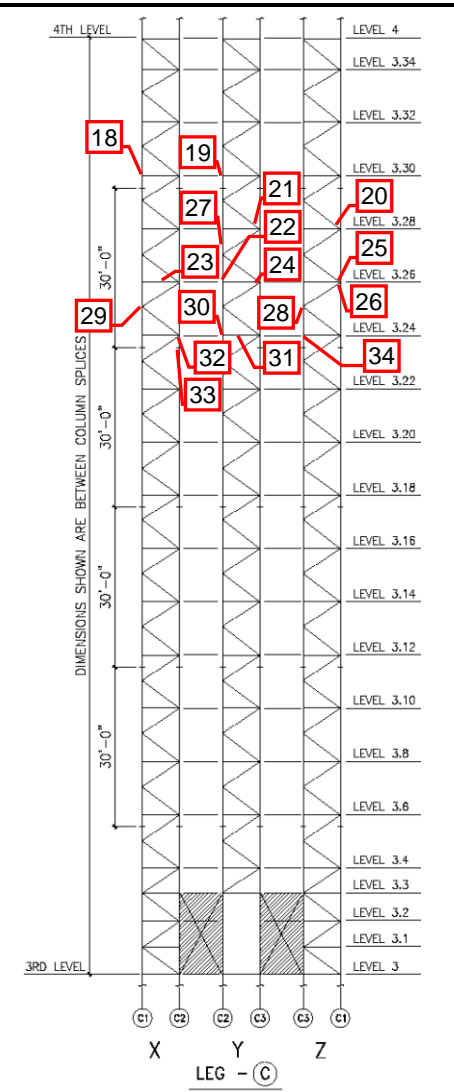 4TH LEVEL
LEVEL 4
LEVEL 3.34
LEVEL 3.32
18
19
LEVEL 3.30
21
20
27
22
LEVEL 3.28
30'-0"
23
24
25
LEVEL 3.26
26
29
30
28
LEVEL 3.24
32
31
34
33
LEVEL 3.22
30'-0"
DIMENSIONS SHOWN ARE BETWEEN COLUMN SPLICES
LEVEL 3.20
LEVEL 3.18
LEVEL 3.16
30'-0"
LEVEL 3.14
LEVEL 3.12
LEVEL 3.10
30'-0"
LEVEL 3.8
LEVEL 3.6
LEVEL 3.4
LEVEL 3.3
LEVEL 3.2
LEVEL 3.1
3RD LEVEL
LEVEL 3
C1 C2 C2 C3 C3 C1
X Y Z
LEG - C